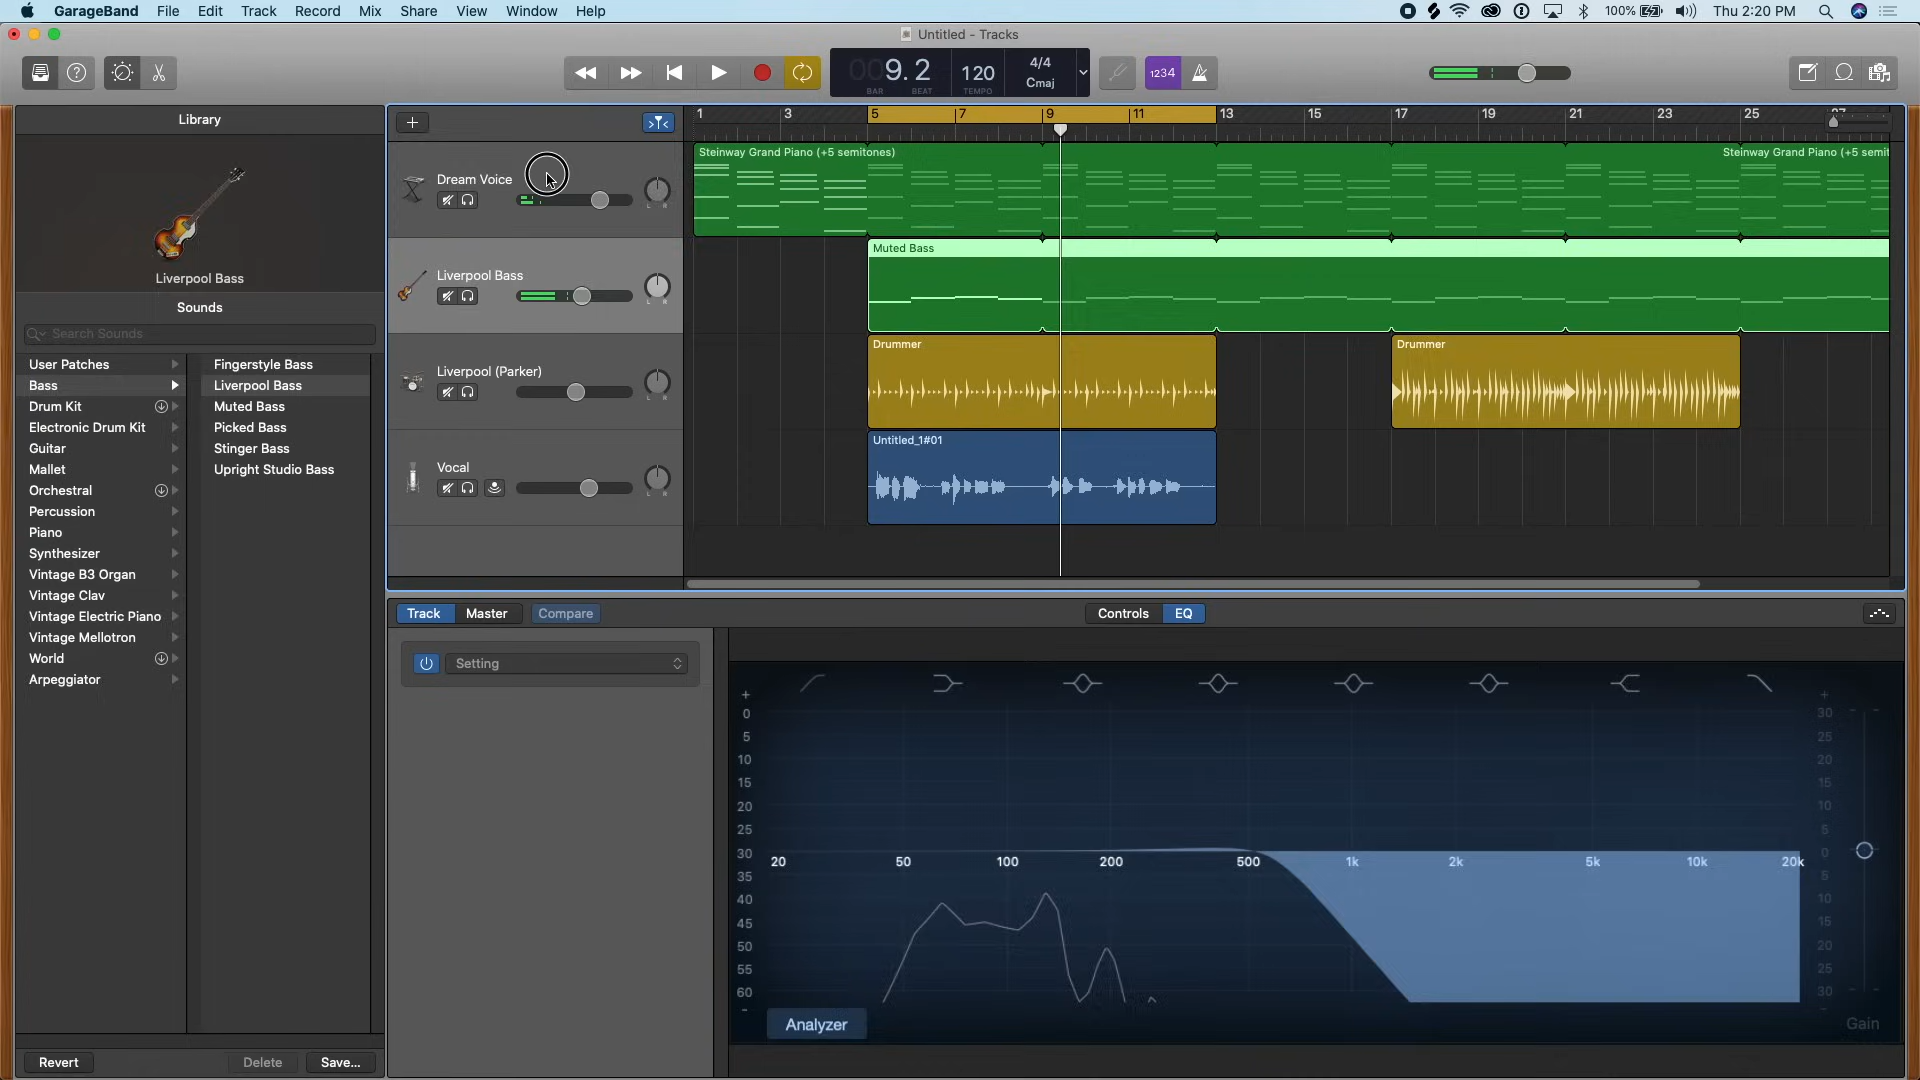 GarageBand File Edit Track Record Mix Share View Window Help 100% Thu 2:20 PM
Untitled - Tracks
009.2 120 4/4 Cmaj 1234
BAR BEAT TEMPO
Library
Liverpool Bass
Sounds
Search Sounds
User Patches
Bass
Drum Kit
Electronic Drum Kit
Guitar
Mallet
Orchestral
Percussion
Piano
Synthesizer
Vintage B3 Organ
Vintage Clav
Vintage Electric Piano
Vintage Mellotron
World
Arpeggiator
Fingerstyle Bass
Liverpool Bass
Muted Bass
Picked Bass
Stinger Bass
Upright Studio Bass
Revert Delete Save...
1 3 5 7 9 11 13 15 17 19 21 23 25 27
Dream Voice
L R
Liverpool Bass
L R
Liverpool (Parker)
L R
Vocal
L R
Steinway Grand Piano (+5 semitones) Steinway Grand Piano (+5 semit
Muted Bass
Drummer Drummer
Untitled_1#01
Track Master Compare Controls EQ
Setting
+ +
0 30
5 25
10 20
15 15
20 10
25 5
30 20 50 100 200 500 1k 2k 5k 10k 20k 0
35 5
40 10
45 15
50 20
55 25
60 30
- -
Analyzer Gain